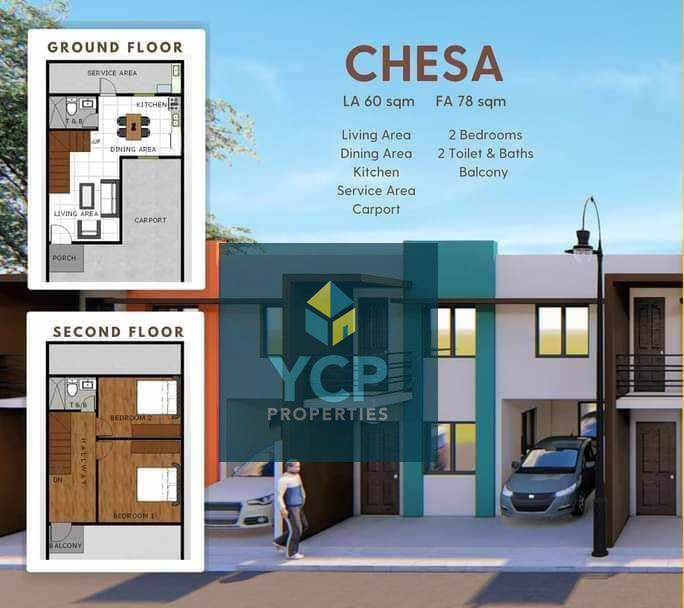 CHESA
LA 60 sqm FA 78 sqm
Living Area
Dining Area
Kitchen
Service Area
Carport
2 Bedrooms
2 Toilet & Baths
Balcony
GROUND FLOOR
SERVICE AREA
KITCHEN
T & B
UP
DINING AREA
LIVING AREA
CARPORT
PORCH
SECOND FLOOR
T & B
BEDROOM 2
HALLWAY
DN
BEDROOM 1
BALCONY
YCP
PROPERTIES